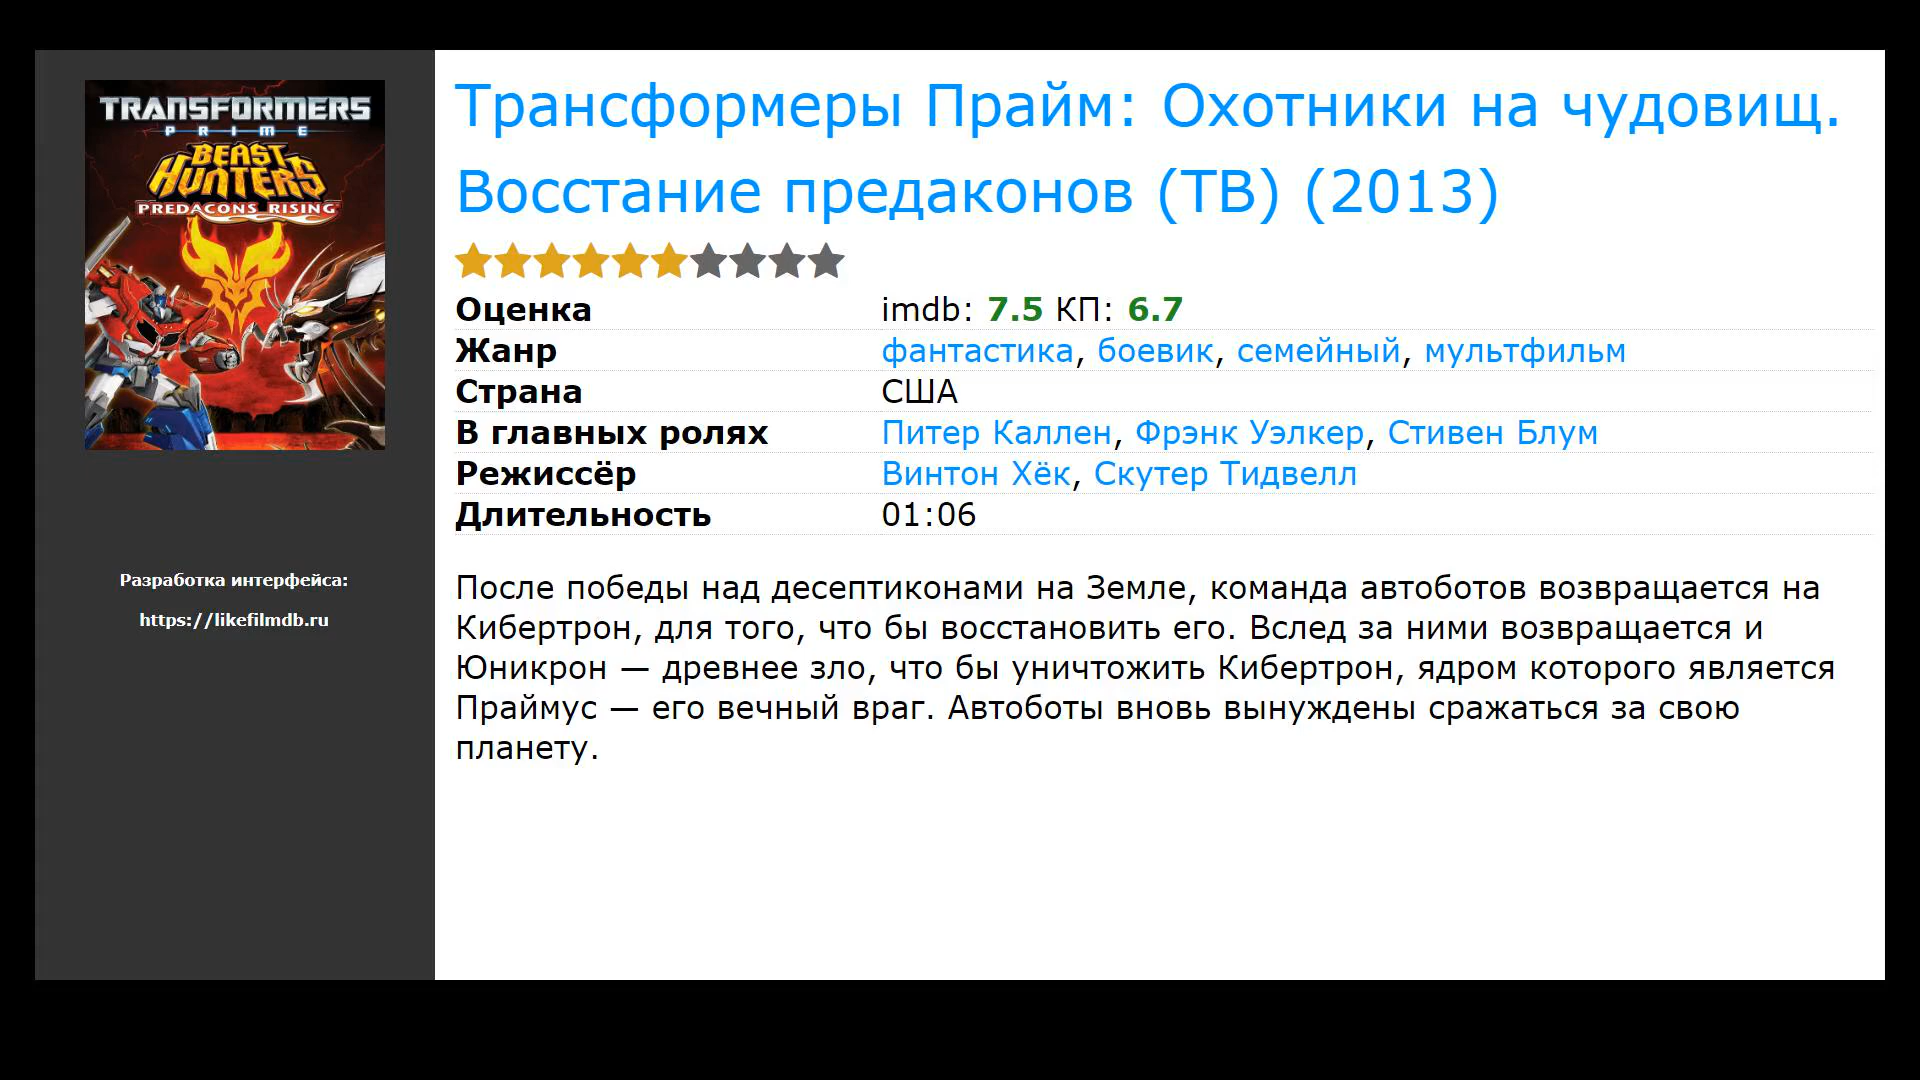 TRANSFORMERS
PRIME
BEAST
HUNTERS
PREDACONS RISING
Разработка интерфейса:
https://likefilmdb.ru
Трансформеры Прайм: Охотники на чудовищ.
Восстание предаконов (ТВ) (2013)
Оценка imdb: 7.5 КП: 6.7
Жанр фантастика, боевик, семейный, мультфильм
Страна США
В главных ролях Питер Каллен, Фрэнк Уэлкер, Стивен Блум
Режиссёр Винтон Хёк, Скутер Тидвелл
Длительность 01:06
После победы над десептиконами на Земле, команда автоботов возвращается на
Кибертрон, для того, что бы восстановить его. Вслед за ними возвращается и
Юникрон — древнее зло, что бы уничтожить Кибертрон, ядром которого является
Праймус — его вечный враг. Автоботы вновь вынуждены сражаться за свою
планету.